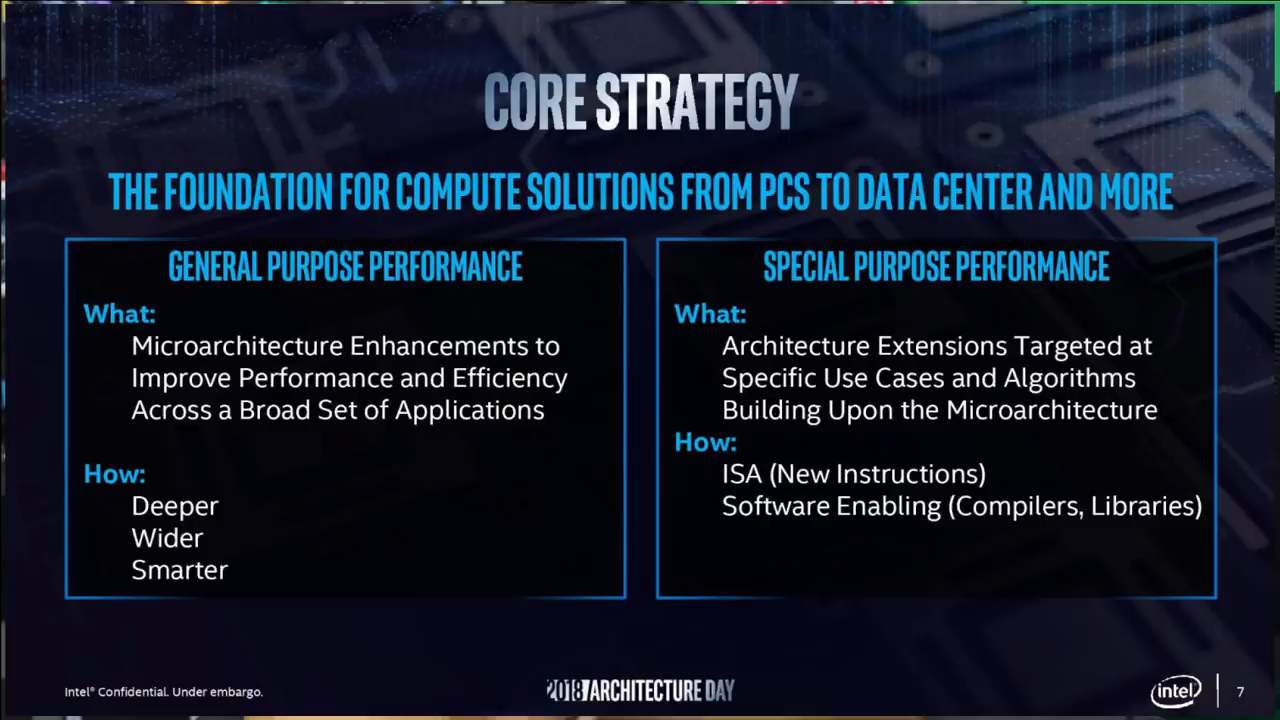 CORE STRATEGY
THE FOUNDATION FOR COMPUTE SOLUTIONS FROM PCS TO DATA CENTER AND MORE
GENERAL PURPOSE PERFORMANCE
What:
Microarchitecture Enhancements to
Improve Performance and Efficiency
Across a Broad Set of Applications
How:
Deeper
Wider
Smarter
SPECIAL PURPOSE PERFORMANCE
What:
Architecture Extensions Targeted at
Specific Use Cases and Algorithms
Building Upon the Microarchitecture
How:
ISA (New Instructions)
Software Enabling (Compilers, Libraries)
Intel® Confidential. Under embargo.
2018 ARCHITECTURE DAY
intel
7